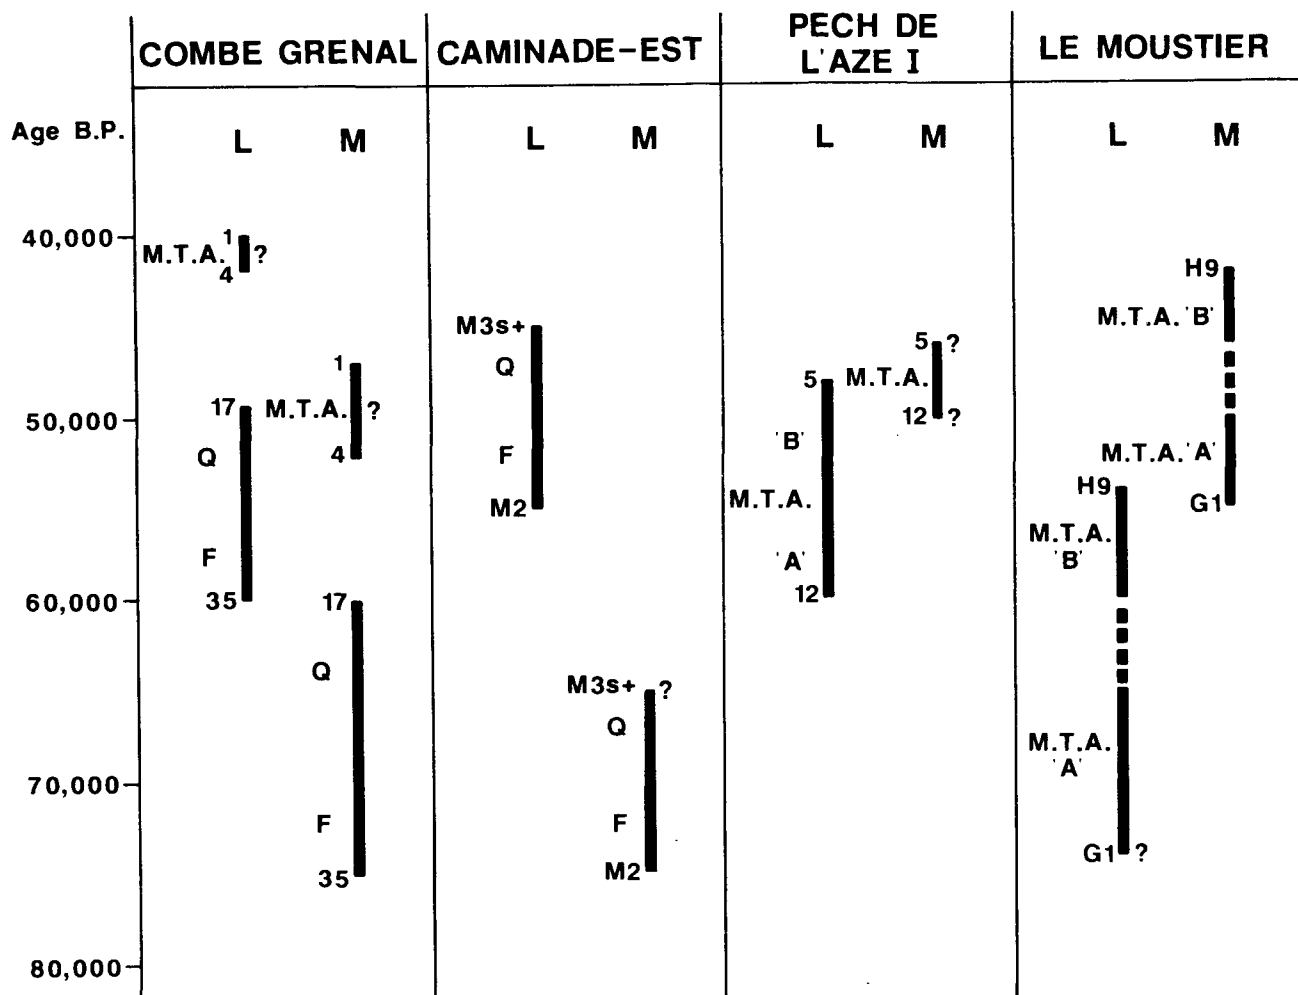 COMBE GRENAL
CAMINADE-EST
PECH DE
L'AZE I
LE MOUSTIER
Age B.P.
L M L M L M L M
40,000
50,000
60,000
70,000
80,000
1
M.T.A. ?
4
1
M.T.A. ?
4
17
Q
F
35
17
Q
F
35
M3s+
Q
F
M2
M3s+ ?
Q
F
M2
5
'B'
M.T.A.
'A'
12
5 ?
M.T.A.
12 ?
H9
M.T.A.
'B'
M.T.A.
'A'
G1 ?
H9
M.T.A. 'B'
M.T.A. 'A'
G1